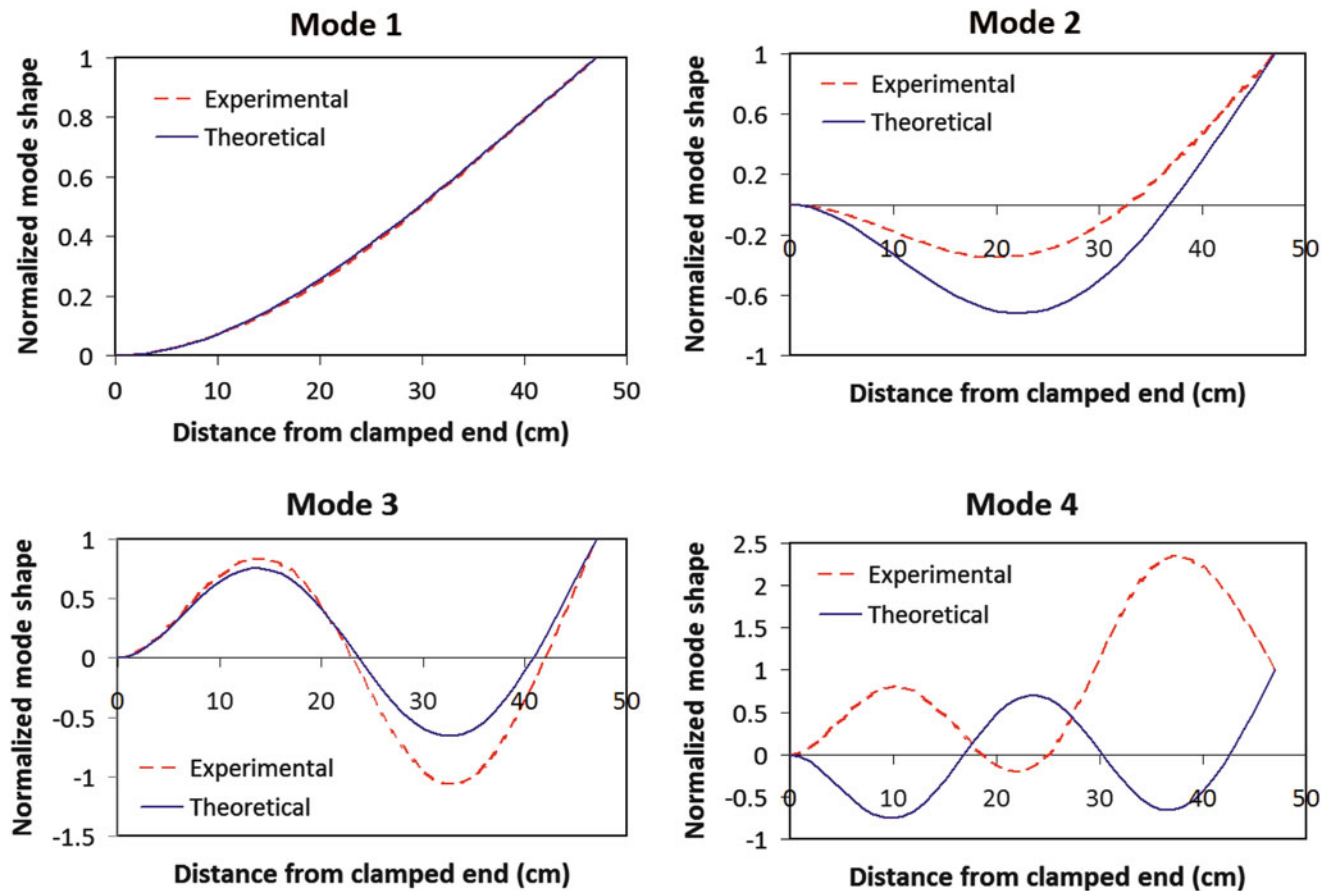 Mode 1
Normalized mode shape
1
0.8
0.6
0.4
0.2
0
Experimental
Theoretical
0 10 20 30 40 50
Distance from clamped end (cm)
Mode 2
Normalized mode shape
1
0.6
0.2
-0.2
-0.6
-1
Experimental
Theoretical
0 10 20 30 40 50
Distance from clamped end (cm)
Mode 3
Normalized mode shape
1
0.5
0
-0.5
-1
-1.5
0 10 20 30 40 50
Experimental
Theoretical
Distance from clamped end (cm)
Mode 4
Normalized mode shape
2.5
2
1.5
1
0.5
0
-0.5
-1
Experimental
Theoretical
0 10 20 30 40 50
Distance from clamped end (cm)